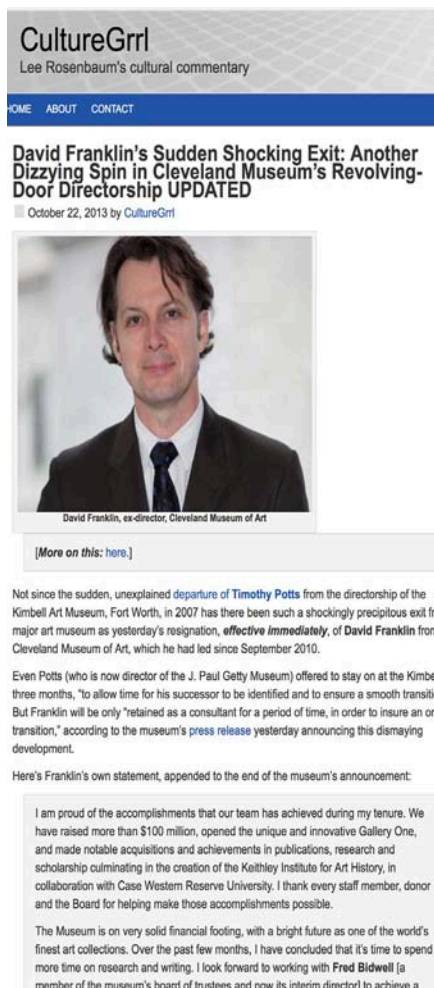 CultureGrrl
Lee Rosenbaum's cultural commentary
HOME ABOUT CONTACT
David Franklin's Sudden Shocking Exit: Another
Dizzying Spin in Cleveland Museum's Revolving-
Door Directorship UPDATED
October 22, 2013 by CultureGrrl
David Franklin, ex-director, Cleveland Museum of Art
[More on this: here.]
Not since the sudden, unexplained departure of Timothy Potts from the directorship of the
Kimbell Art Museum, Fort Worth, in 2007 has there been such a shockingly precipitous exit
major art museum as yesterday's resignation, effective immediately, of David Franklin
Cleveland Museum of Art, which he had led since September 2010.
Even Potts (who is now director of the J. Paul Getty Museum) offered to stay on at the
three months, "to allow time for his successor to be identified and to ensure a smooth
But Franklin will be only "retained as a consultant for a period of time, in order to insure an
transition," according to the museum's press release yesterday announcing this dismaying
development.
Here's Franklin's own statement, appended to the end of the museum's announcement:
I am proud of the accomplishments that our team has achieved during my tenure. We
have raised more than $100 million, opened the unique and innovative Gallery One,
and made notable acquisitions and achievements in publications, research and
scholarship culminating in the creation of the Keithley Institute for Art History, in
collaboration with Case Western Reserve University. I thank every staff member, donor
and the Board for helping make those accomplishments possible.
The Museum is on very solid financial footing, with a bright future as one of the world's
finest art collections. Over the past few months, I have concluded that it's time to spend
more time on research and writing. I look forward to working with Fred Bidwell [a
member of the museum's board of trustees and now its interim director] to achieve a